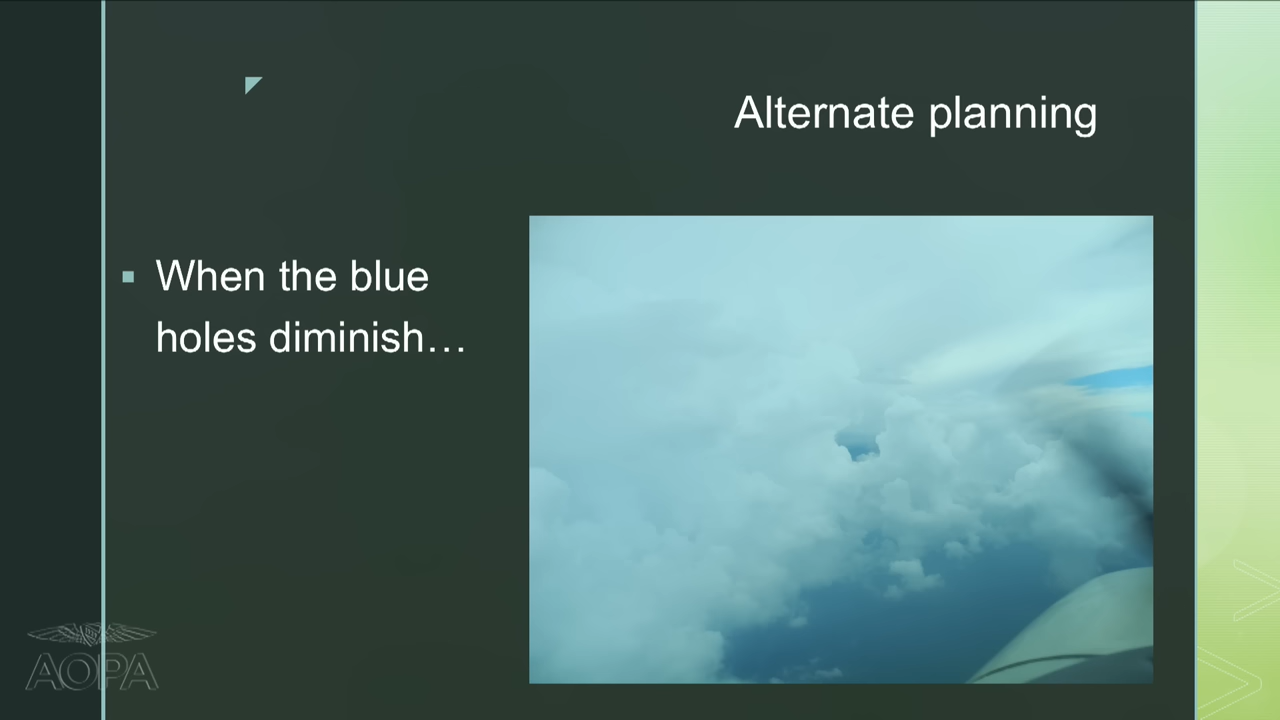 Alternate planning
When the blue
holes diminish…
AOPA